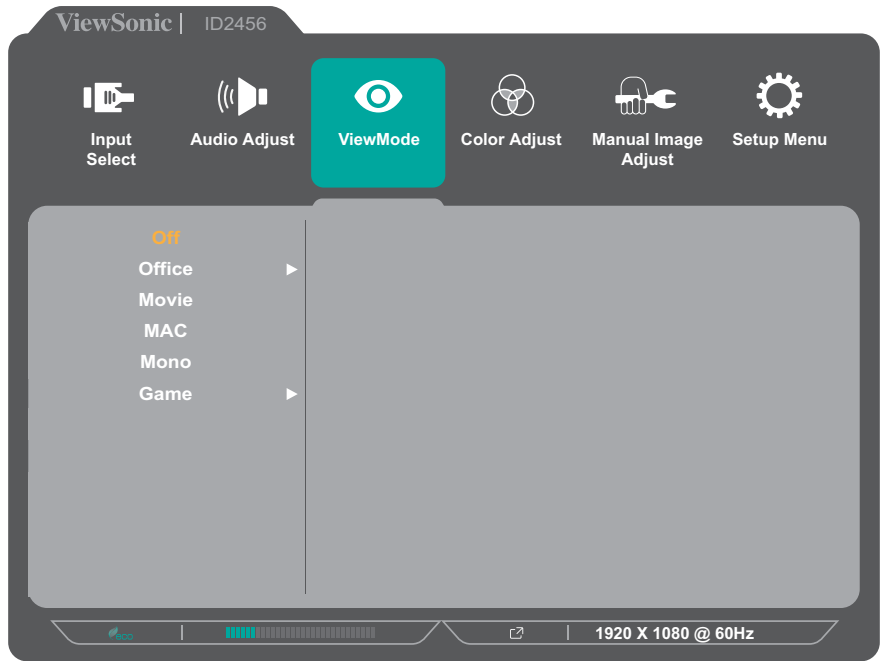 ViewSonic | ID2456
Input Select
Audio Adjust
ViewMode
Color Adjust
Manual Image Adjust
Setup Menu
Off
Office
Movie
MAC
Mono
Game
eco
1920 X 1080 @ 60Hz